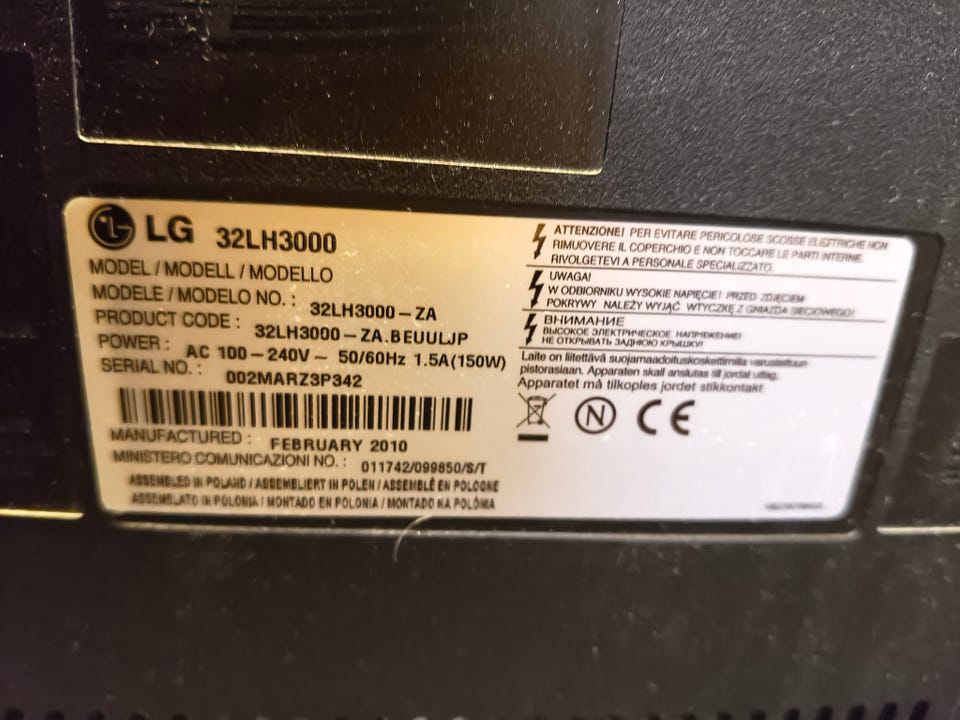 LG 32LH3000
MODEL / MODELL / MODELLO
MODELE / MODELO NO. : 32LH3000-ZA
PRODUCT CODE : 32LH3000-ZA.BEUULJP
POWER : AC 100-240V ~ 50/60Hz 1.5A(150W)
SERIAL NO. : 002MARZ3P342
MANUFACTURED : FEBRUARY 2010
MINISTERO COMUNICAZIONI NO. : 011742/099850/S/T
ASSEMBLED IN POLAND / ASSEMBLIERT IN POLEN / ASSEMBLÉ EN POLOGNE
ASSEMBLATO IN POLONIA / MONTADO EN POLONIA / MONTADO NA POLÓNIA
ATTENZIONE! PER EVITARE PERICOLOSE SCOSSE ELETTRICHE NON
RIMUOVERE IL COPERCHIO E NON TOCCARE LE PARTI INTERNE.
RIVOLGETEVI A PERSONALE SPECIALIZZATO.
UWAGA!
W ODBIORNIKU WYSOKIE NAPIĘCIE! PRZED ZDJĘCIEM
POKRYWY NALEŻY WYJĄĆ WTYCZKĘ Z GNIAZDA SIECIOWEGO!
ВНИМАНИЕ
ВЫСОКОЕ ЭЛЕКТРИЧЕСКОЕ НАПРЯЖЕНИЕ!
НЕ ОТКРЫВАТЬ ЗАДНЮЮ КРЫШКУ!
Laite on liitettävä suojamaadoituskoskettimilla varustettuun
pistorasiaan. Apparaten skall anslutas till jordat uttag.
Apparatet må tilkoples jordet stikkontakt
N CE